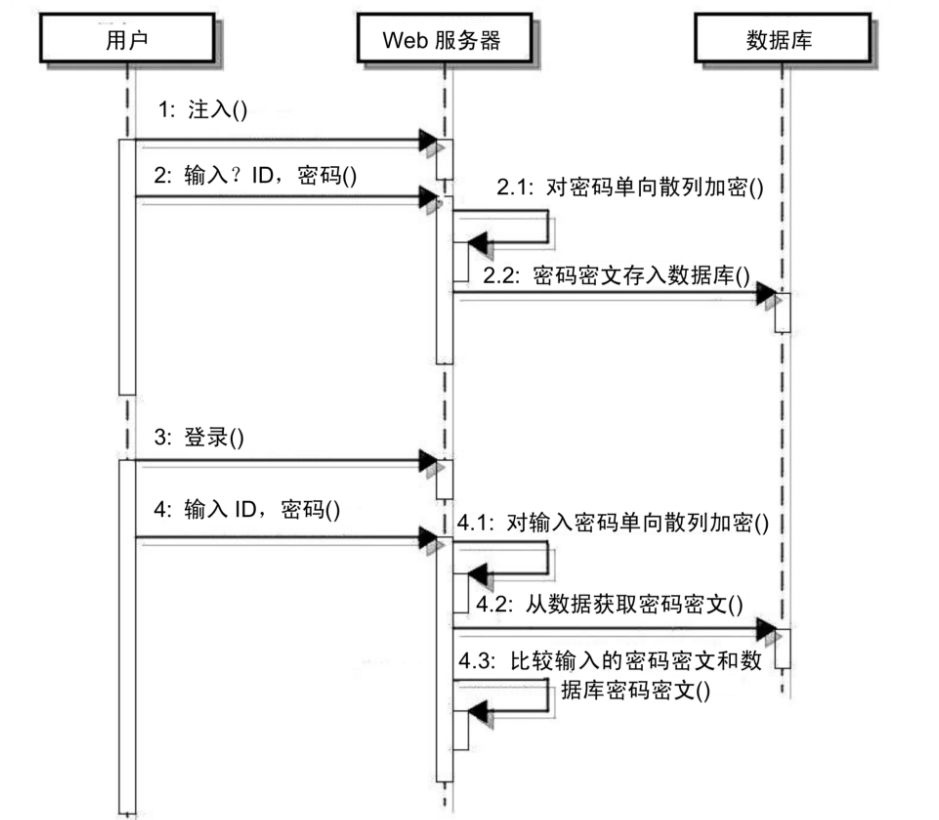 用户
Web 服务器
数据库
1: 注入()
2: 输入？ID，密码()
2.1: 对密码单向散列加密()
2.2: 密码密文存入数据库()
3: 登录()
4: 输入 ID，密码()
4.1: 对输入密码单向散列加密()
4.2: 从数据获取密码密文()
4.3: 比较输入的密码密文和数
据库密码密文()